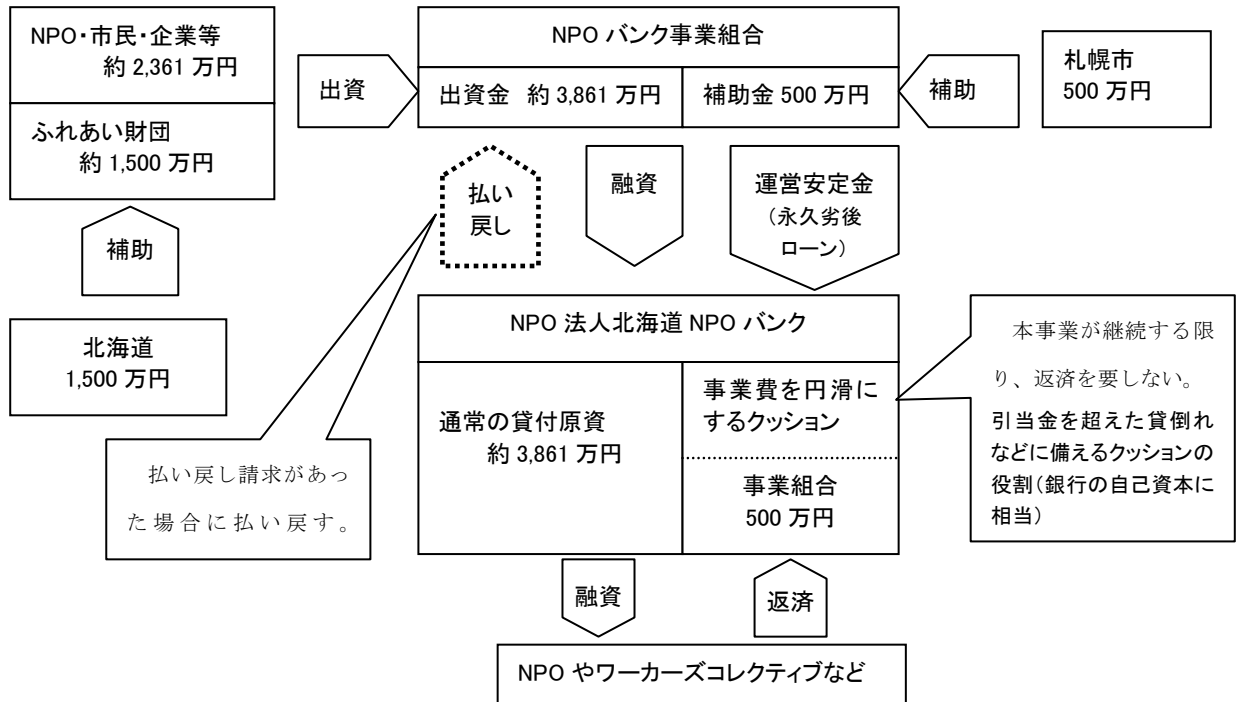 NPO・市民・企業等
約 2,361 万円
ふれあい財団
約 1,500 万円
補助
北海道
1,500 万円
出資
NPO バンク事業組合
出資金 約 3,861 万円
補助金 500 万円
補助
札幌市
500 万円
払い
戻し
融資
運営安定金
(永久劣後
ローン)
払い戻し請求があっ
た場合に払い戻す。
NPO 法人北海道 NPO バンク
通常の貸付原資
約 3,861 万円
事業費を円滑に
するクッション
事業組合
500 万円
本事業が継続する限
り、返済を要しない。
引当金を超えた貸倒れ
などに備えるクッションの
役割(銀行の自己資本に
相当)
融資
返済
NPO やワーカーズコレクティブなど